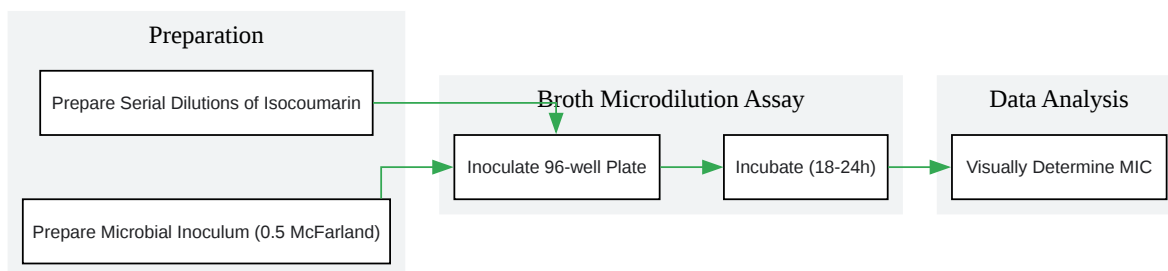 Preparation
Prepare Serial Dilutions of Isocoumarin
Prepare Microbial Inoculum (0.5 McFarland)
Broth Microdilution Assay
Inoculate 96-well Plate
Incubate (18-24h)
Data Analysis
Visually Determine MIC